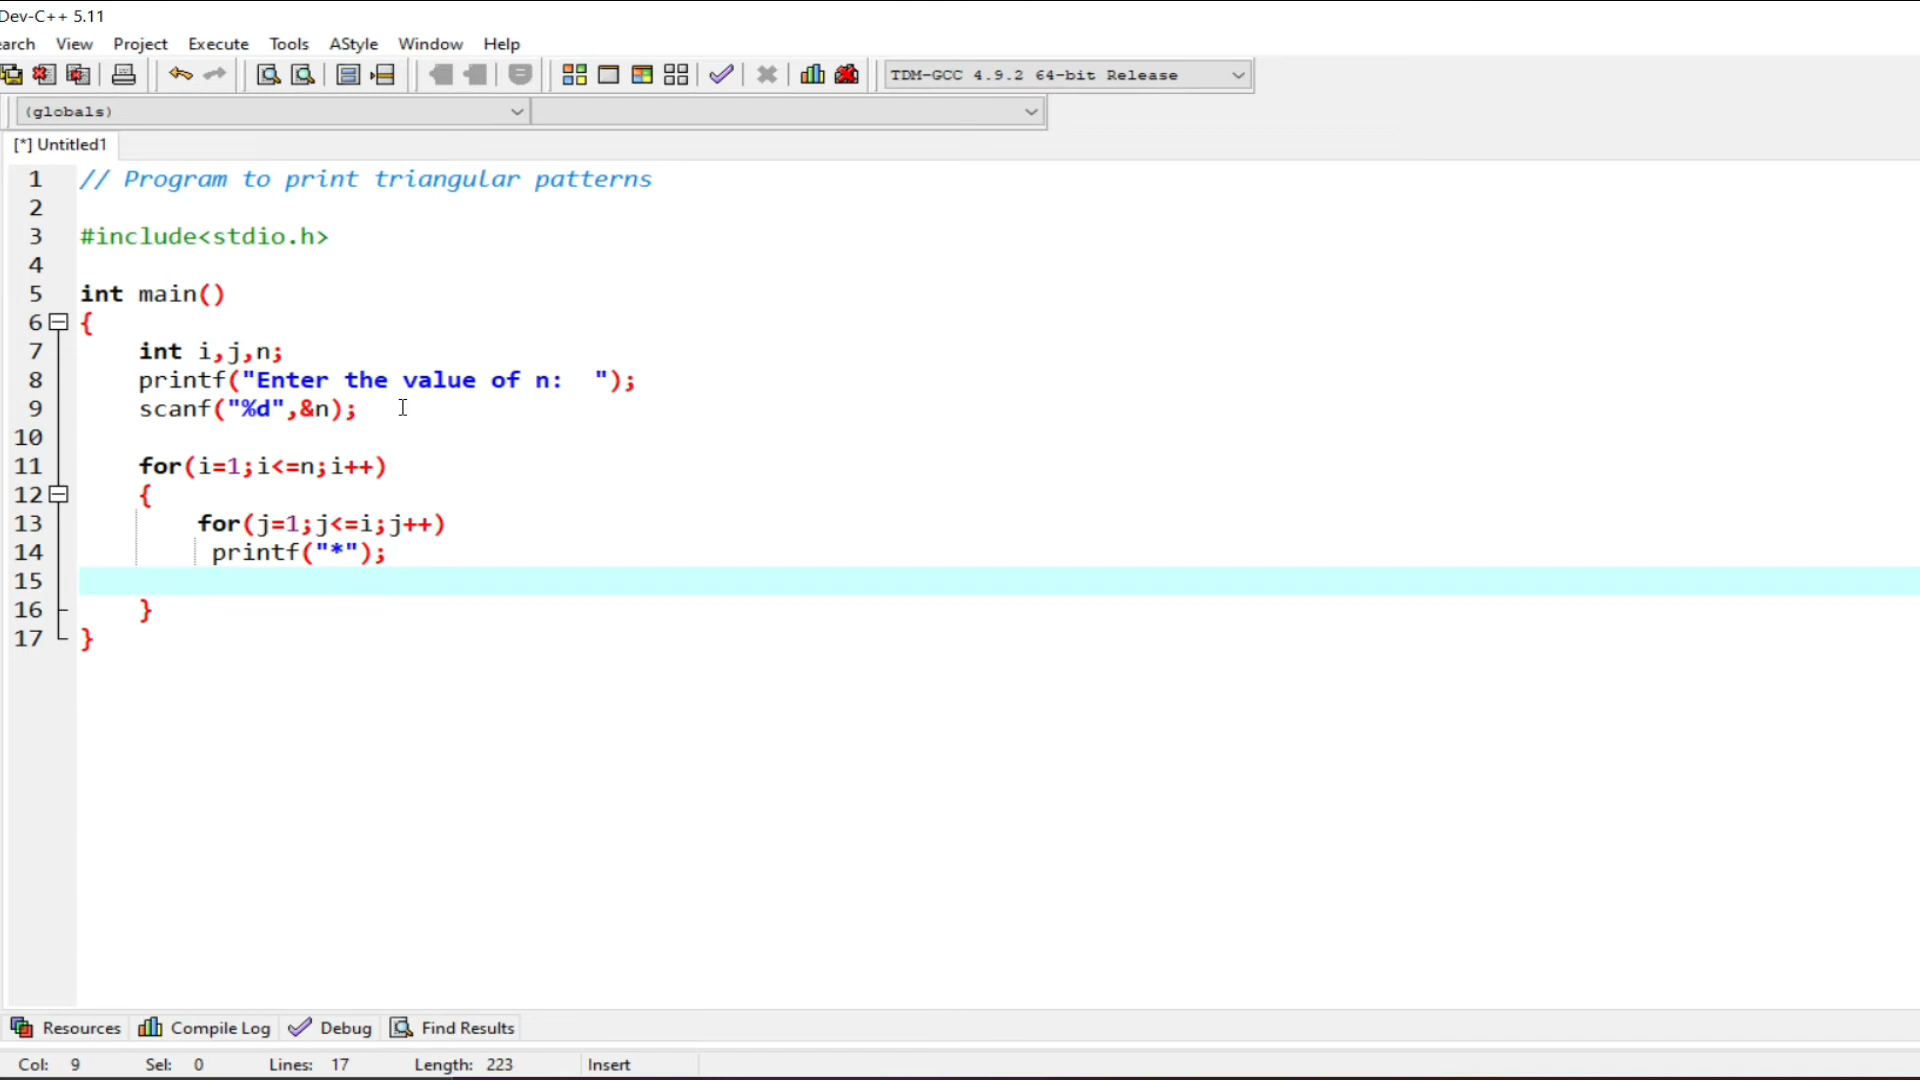 Dev-C++ 5.11
earch View Project Execute Tools AStyle Window Help
TDM-GCC 4.9.2 64-bit Release
(globals)
[*] Untitled1
1 // Program to print triangular patterns
2
3 #include<stdio.h>
4
5 int main()
6 {
7 int i,j,n;
8 printf("Enter the value of n:  ");
9 scanf("%d",&n);
10
11 for(i=1;i<=n;i++)
12 {
13 for(j=1;j<=i;j++)
14 printf("*");
15
16 }
17 }
Resources Compile Log Debug Find Results
Col: 9 Sel: 0 Lines: 17 Length: 223 Insert